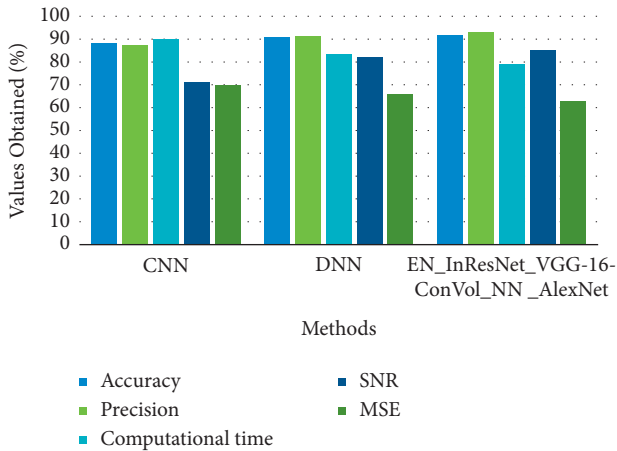 Values Obtained (%)
100
90
80
70
60
50
40
30
20
10
0
CNN
DNN
EN_InResNet_VGG-16-
ConVol_NN _AlexNet
Methods
Accuracy
Precision
Computational time
SNR
MSE